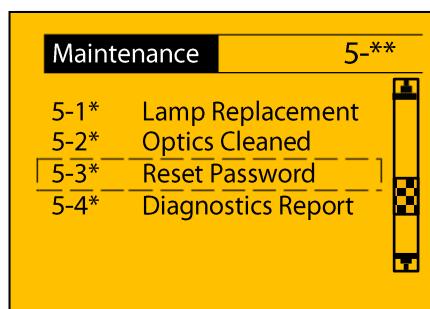 Maintenance 5-**
5-1* Lamp Replacement
5-2* Optics Cleaned
5-3* Reset Password
5-4* Diagnostics Report